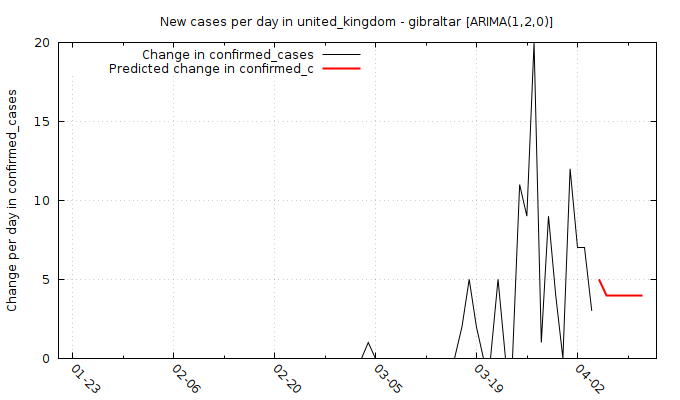 New cases per day in united_kingdom - gibraltar [ARIMA(1,2,0)]
Change in confirmed_cases
Predicted change in confirmed_c
Change per day in confirmed_cases
20
15
10
5
0
01-23
02-06
02-20
03-05
03-19
04-02